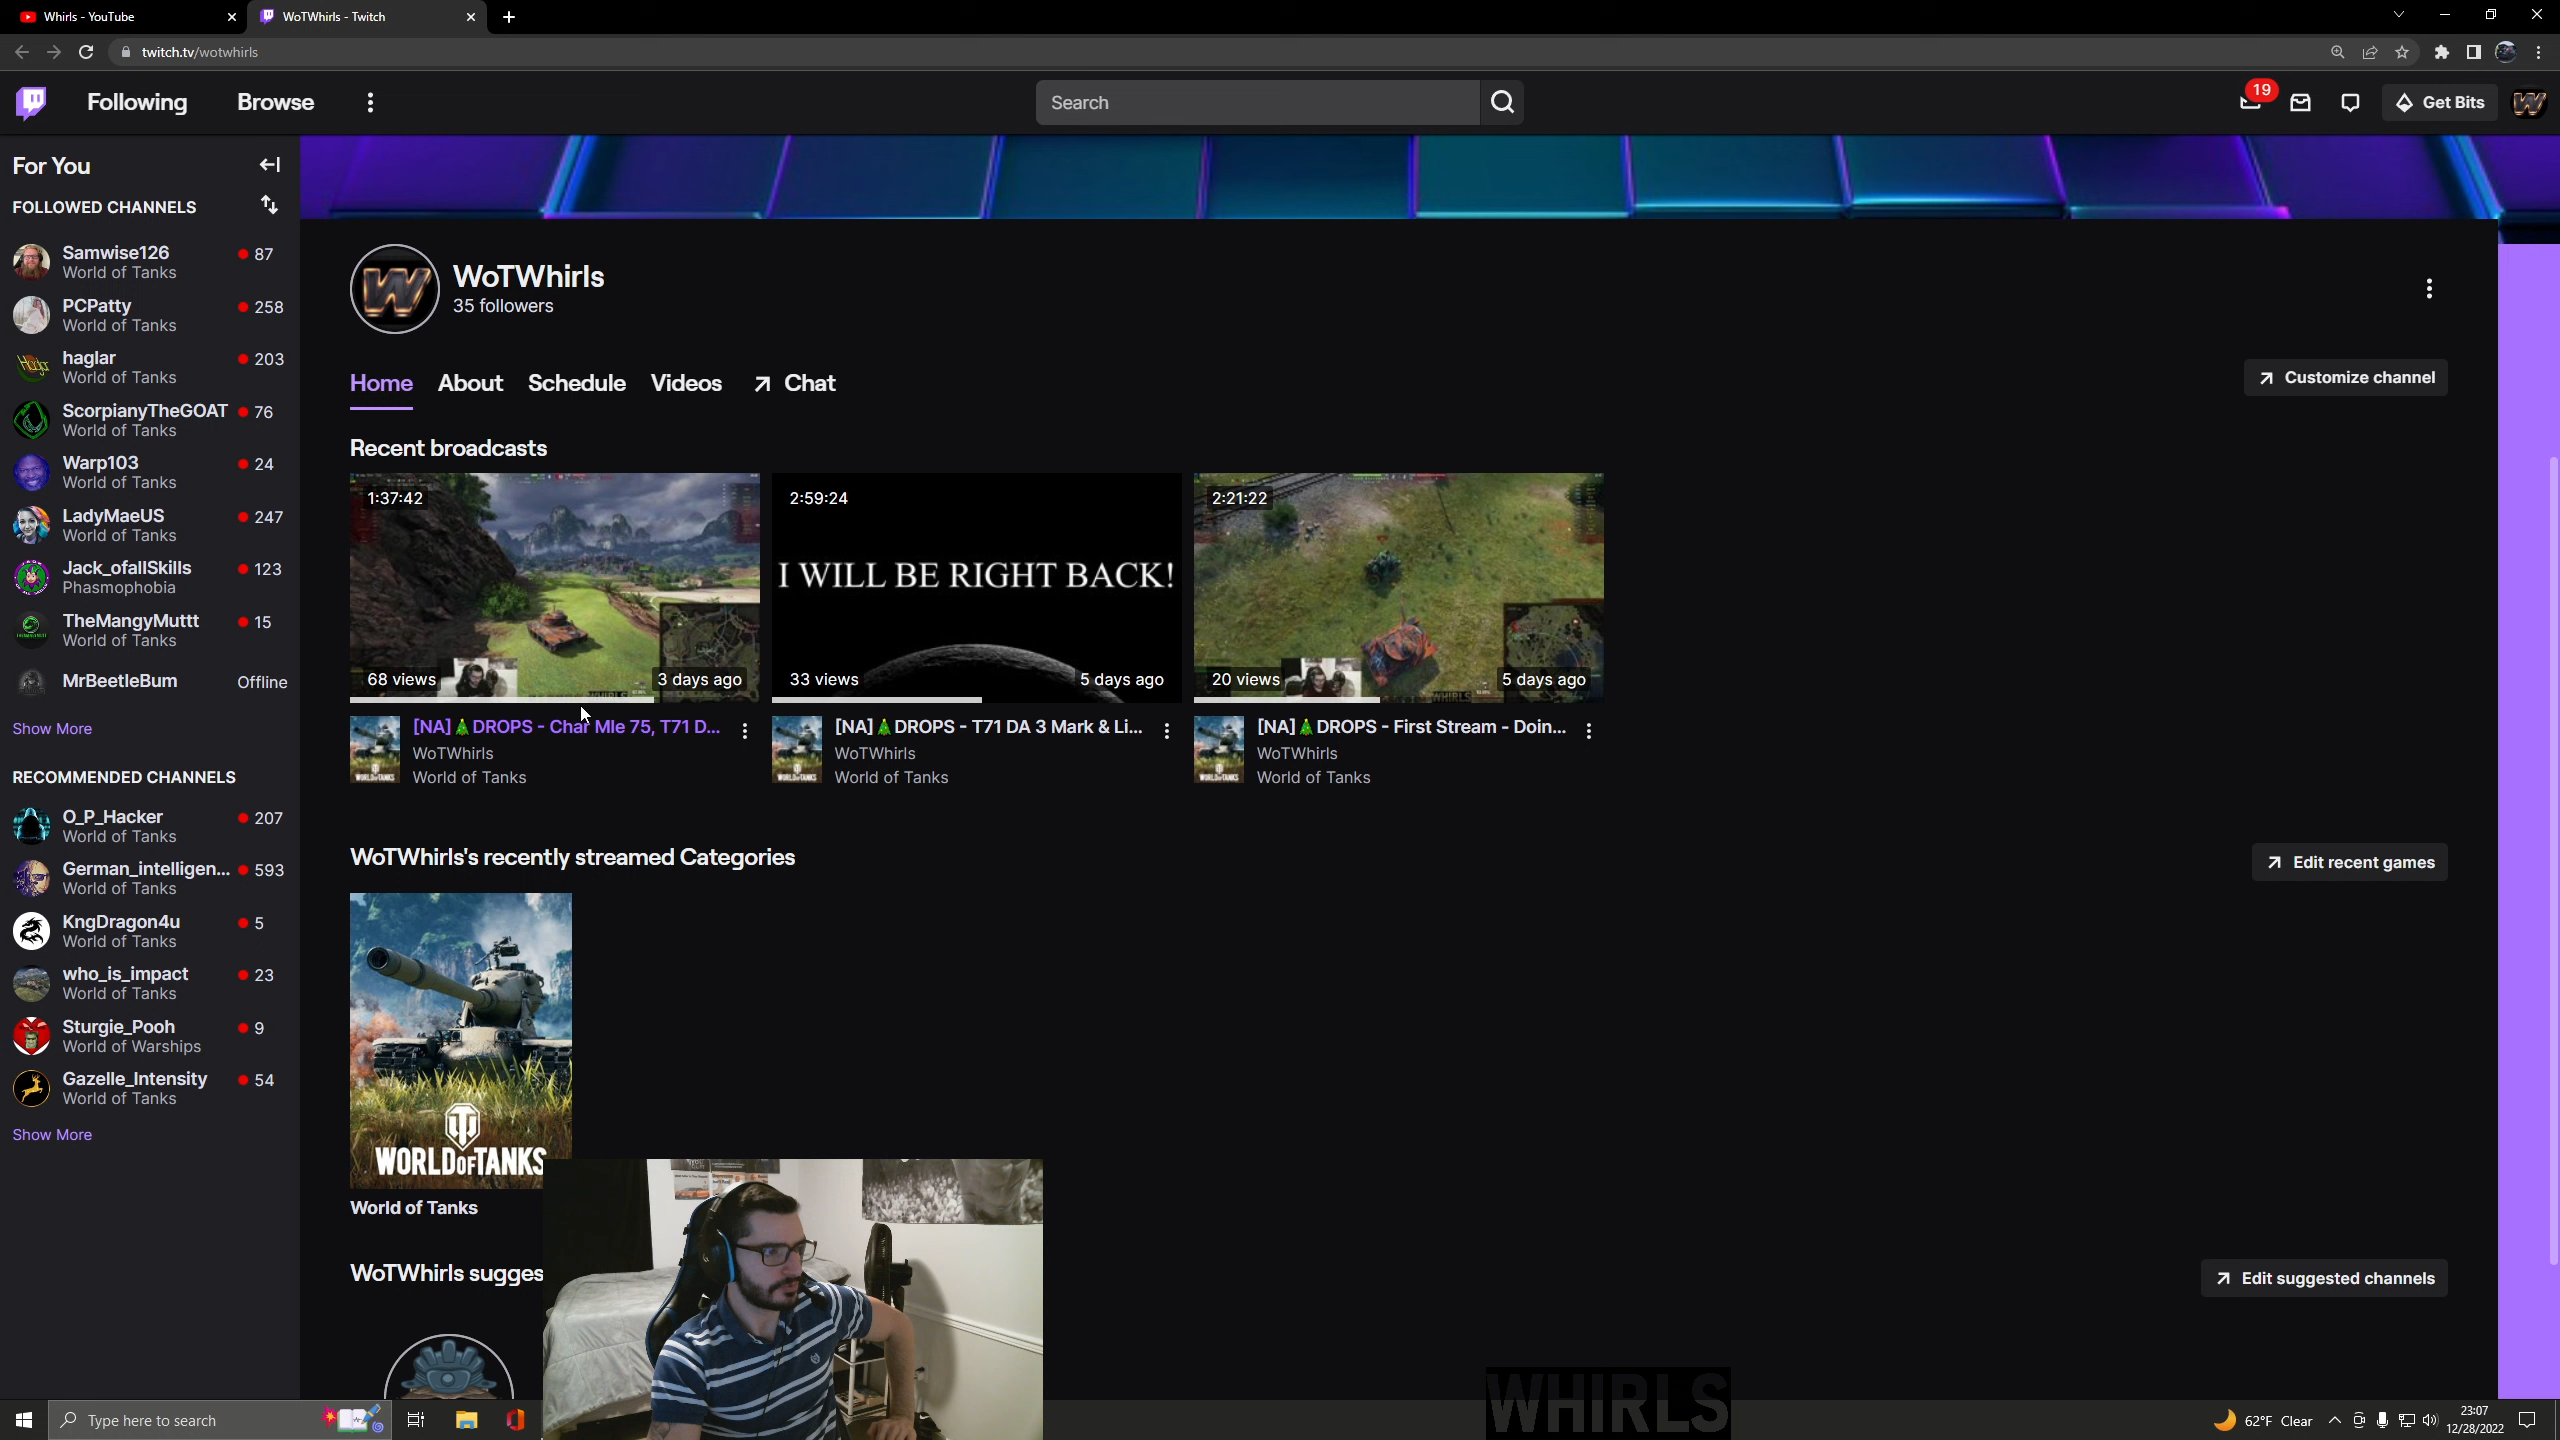 Whirls - YouTube
WoTWhirls - Twitch
twitch.tv/wotwhirls
Following
Browse
Search
19
Get Bits
For You
FOLLOWED CHANNELS
Samwise126
87
World of Tanks
PCPatty
258
World of Tanks
haglar
203
World of Tanks
ScorpianyTheGOAT
76
World of Tanks
Warp103
24
World of Tanks
LadyMaeUS
247
World of Tanks
Jack_ofallSkills
123
Phasmophobia
TheMangyMuttt
15
World of Tanks
MrBeetleBum
Offline
Show More
RECOMMENDED CHANNELS
O_P_Hacker
207
World of Tanks
German_intelligen...
593
World of Tanks
KngDragon4u
5
World of Tanks
who_is_impact
23
World of Tanks
Sturgie_Pooh
9
World of Warships
Gazelle_Intensity
54
World of Tanks
Show More
WoTWhirls
35 followers
Home
About
Schedule
Videos
Chat
Customize channel
Recent broadcasts
1:37:42
68 views
3 days ago
[NA]🎄DROPS - Char Mle 75, T71 D...
WoTWhirls
World of Tanks
2:59:24
I WILL BE RIGHT BACK!
33 views
5 days ago
[NA]🎄DROPS - T71 DA 3 Mark & Li...
WoTWhirls
World of Tanks
2:21:22
20 views
5 days ago
[NA]🎄DROPS - First Stream - Doin...
WoTWhirls
World of Tanks
WoTWhirls's recently streamed Categories
Edit recent games
WORLD OF TANKS
World of Tanks
WoTWhirls sugges
Edit suggested channels
WHIRLS
Type here to search
62°F Clear
23:07
12/28/2022